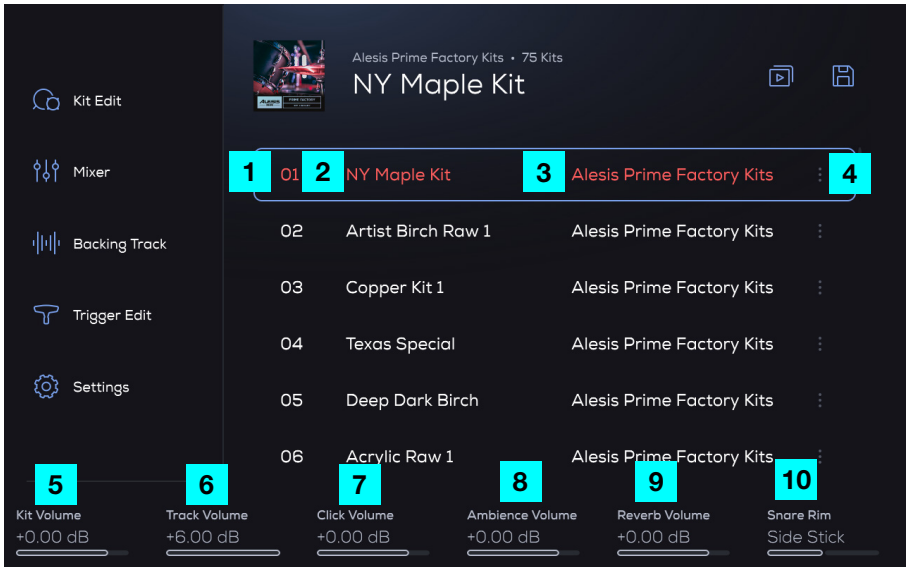 Alesis Prime Factory Kits • 75 Kits
NY Maple Kit
ALESIS
PRIME FACTORY
Kit Edit
Mixer
Backing Track
Trigger Edit
Settings
1 01 2 NY Maple Kit 3 Alesis Prime Factory Kits 4
02 Artist Birch Raw 1 Alesis Prime Factory Kits
03 Copper Kit 1 Alesis Prime Factory Kits
04 Texas Special Alesis Prime Factory Kits
05 Deep Dark Birch Alesis Prime Factory Kits
06 Acrylic Raw 1 Alesis Prime Factory Kits
5 6 7 8 9 10
Kit Volume Track Volume Click Volume Ambience Volume Reverb Volume Snare Rim
+0.00 dB +6.00 dB +0.00 dB +0.00 dB +0.00 dB Side Stick